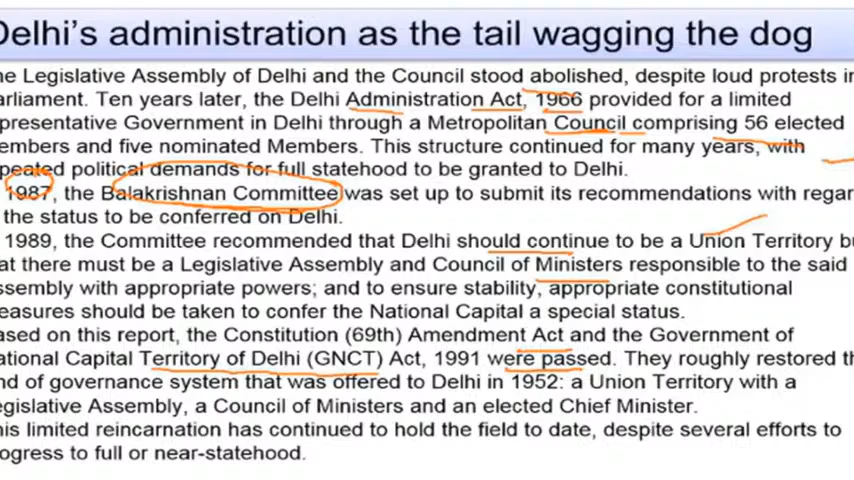 Delhi's administration as the tail wagging the dog
he Legislative Assembly of Delhi and the Council stood abolished, despite loud protests in
arliament. Ten years later, the Delhi Administration Act, 1966 provided for a limited
presentative Government in Delhi through a Metropolitan Council comprising 56 elected
embers and five nominated Members. This structure continued for many years, with
peated political demands for full statehood to be granted to Delhi.
1987, the Balakrishnan Committee was set up to submit its recommendations with regar
the status to be conferred on Delhi.
1989, the Committee recommended that Delhi should continue to be a Union Territory bu
at there must be a Legislative Assembly and Council of Ministers responsible to the said
ssembly with appropriate powers; and to ensure stability, appropriate constitutional
easures should be taken to confer the National Capital a special status.
ased on this report, the Constitution (69th) Amendment Act and the Government of
ational Capital Territory of Delhi (GNCT) Act, 1991 were passed. They roughly restored th
nd of governance system that was offered to Delhi in 1952: a Union Territory with a
egislative Assembly, a Council of Ministers and an elected Chief Minister.
his limited reincarnation has continued to hold the field to date, despite several efforts to
ogress to full or near-statehood.